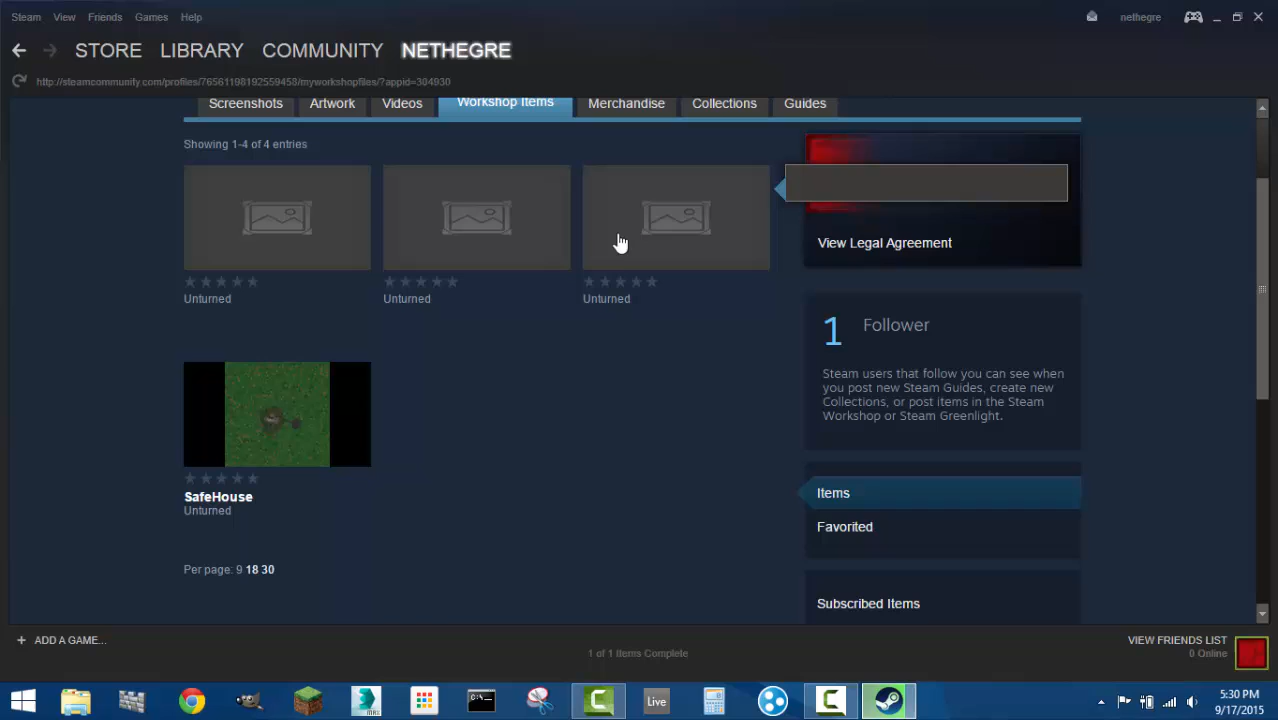 Steam View Friends Games Help nethegre
STORE LIBRARY COMMUNITY NETHEGRE
http://steamcommunity.com/profiles/76561198192559458/myworkshopfiles/?appid=304930
Screenshots Artwork Videos Workshop Items Merchandise Collections Guides
Showing 1-4 of 4 entries
View Legal Agreement
Unturned Unturned Unturned
1 Follower
Steam users that follow you can see when
you post new Steam Guides, create new
Collections, or post items in the Steam
Workshop or Steam Greenlight.
SafeHouse
Unturned
Items
Favorited
Per page: 9 18 30
Subscribed Items
+ ADD A GAME...
1 of 1 Items Complete
VIEW FRIENDS LIST
0 Online
Live
5:30 PM
9/17/2015